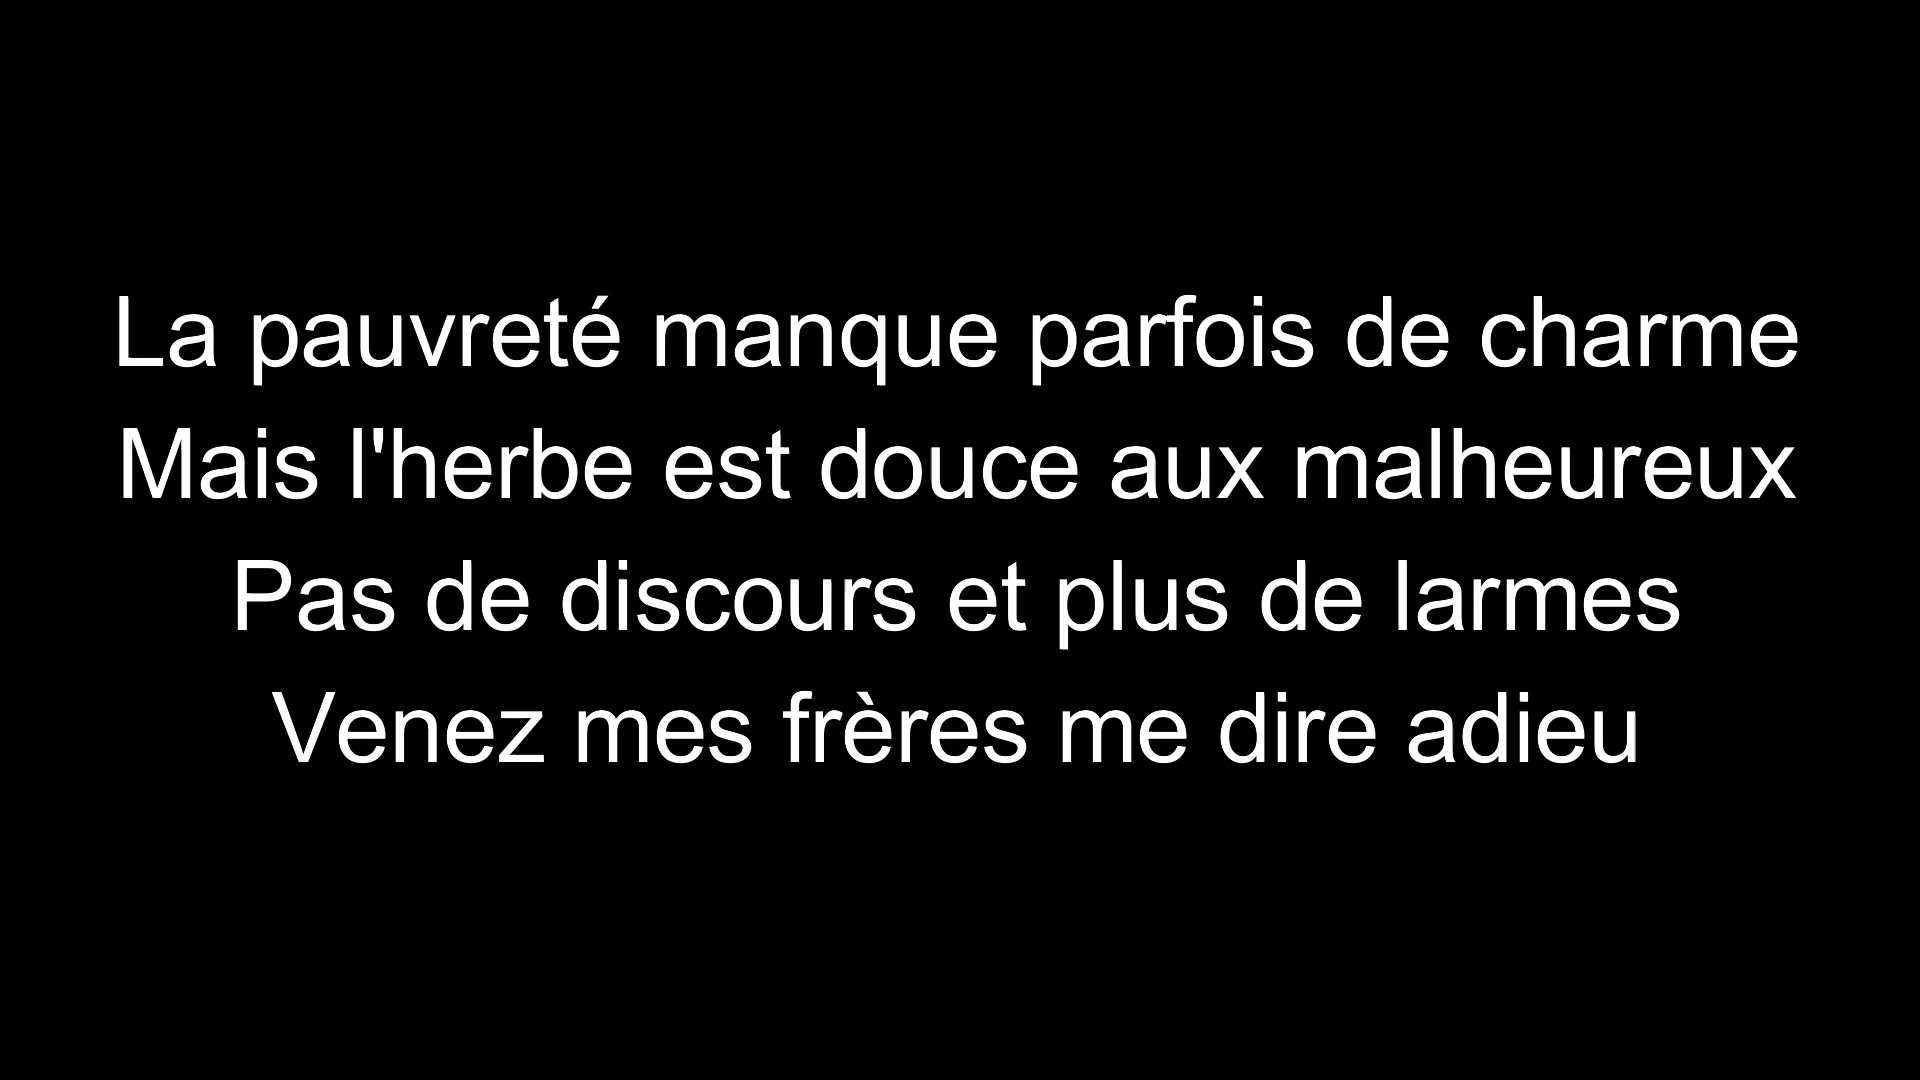 La pauvreté manque parfois de charme
Mais l'herbe est douce aux malheureux
Pas de discours et plus de larmes
Venez mes frères me dire adieu